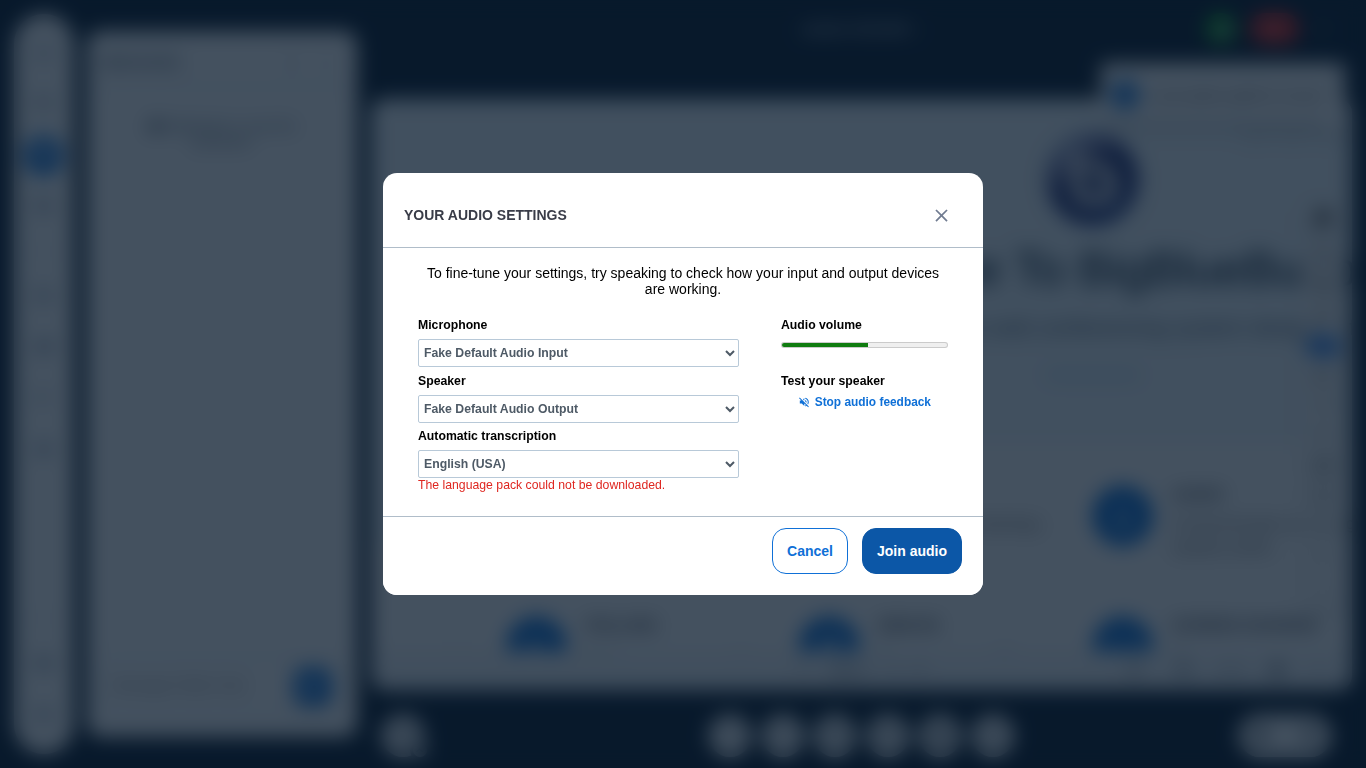 YOUR AUDIO SETTINGS
To fine-tune your settings, try speaking to check how your input and output devices
are working.
Microphone
Fake Default Audio Input
Speaker
Fake Default Audio Output
Automatic transcription
English (USA)
The language pack could not be downloaded.
Audio volume
Test your speaker
Stop audio feedback
Cancel
Join audio